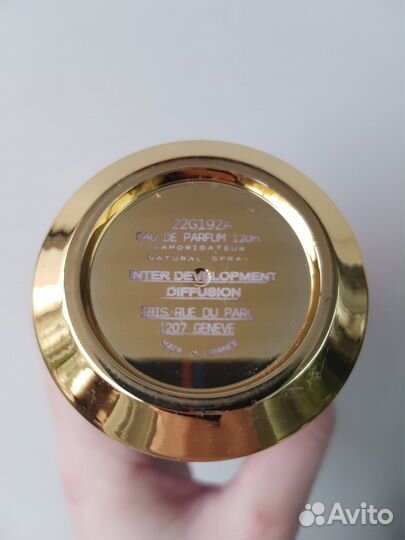 22G192A
EAU DE PARFUM 120M
VAPORISATEUR
NATURAL SPRAY
INTER DEVELOPMENT
DIFFUSION
8BIS RUE DU PARC
1207 GENEVE
MADE IN FRANCE
Avito